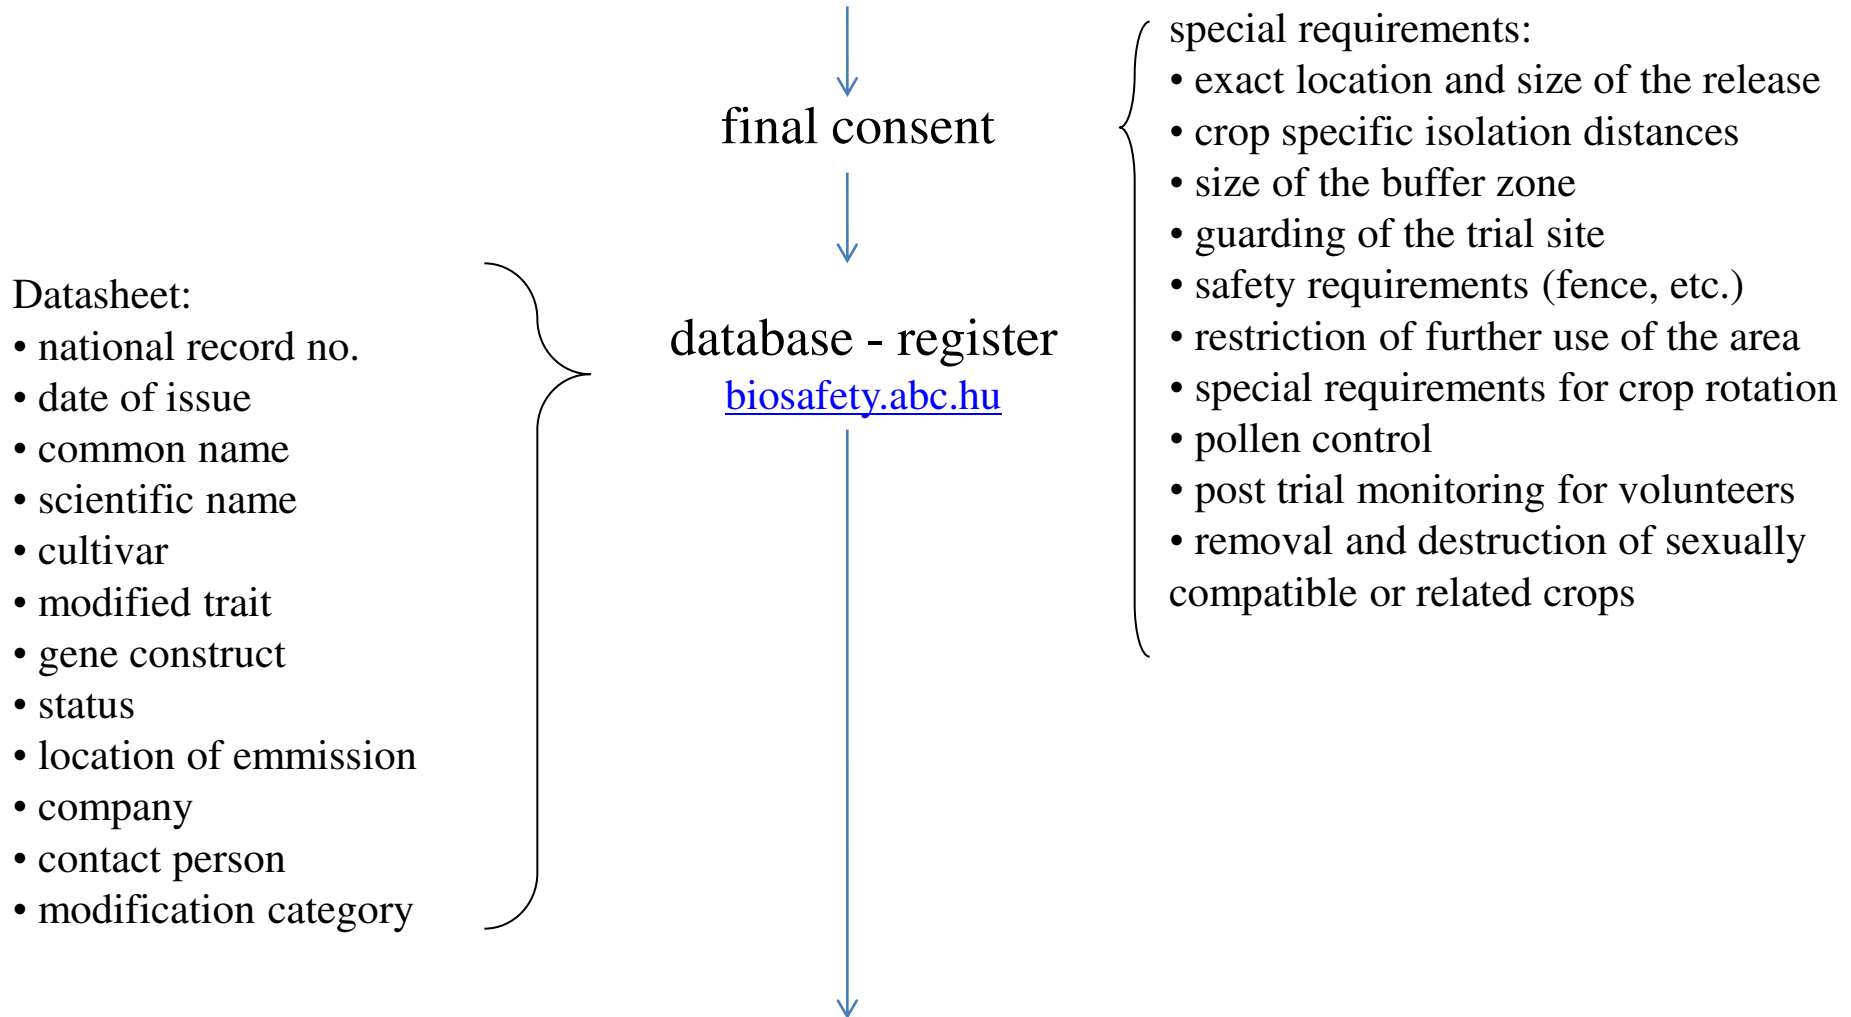 final consent
special requirements:
• exact location and size of the release
• crop specific isolation distances
• size of the buffer zone
• guarding of the trial site
• safety requirements (fence, etc.)
• restriction of further use of the area
• special requirements for crop rotation
• pollen control
• post trial monitoring for volunteers
• removal and destruction of sexually
compatible or related crops
Datasheet:
• national record no.
• date of issue
• common name
• scientific name
• cultivar
• modified trait
• gene construct
• status
• location of emmission
• company
• contact person
• modification category
database - register
biosafety.abc.hu